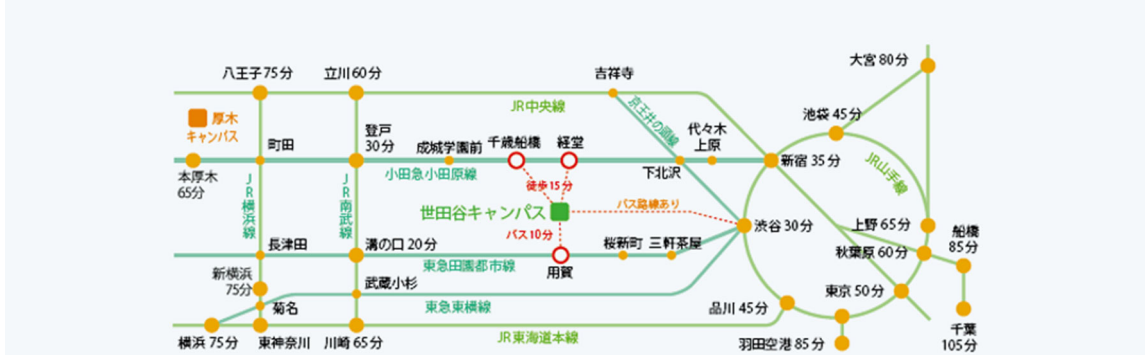 大宮 80分
八王子 75分
立川 60分
吉祥寺
JR中央線
京王井の頭線
池袋 45分
厚木
キャンパス
町田
登戸
30分
成城学園前
千歳船橋
経堂
代々木
上原
新宿 35分
JR山手線
本厚木
65分
小田急小田原線
下北沢
徒歩15分
JR横浜線
JR南武線
世田谷キャンパス
バス路線あり
渋谷 30分
上野 65分
船橋
85分
バス10分
長津田
溝の口 20分
桜新町
三軒茶屋
秋葉原 60分
東急田園都市線
用賀
新横浜
75分
武蔵小杉
東京 50分
菊名
東急東横線
品川 45分
横浜 75分
東神奈川
川崎 65分
JR東海道本線
羽田空港 85分
千葉
105分